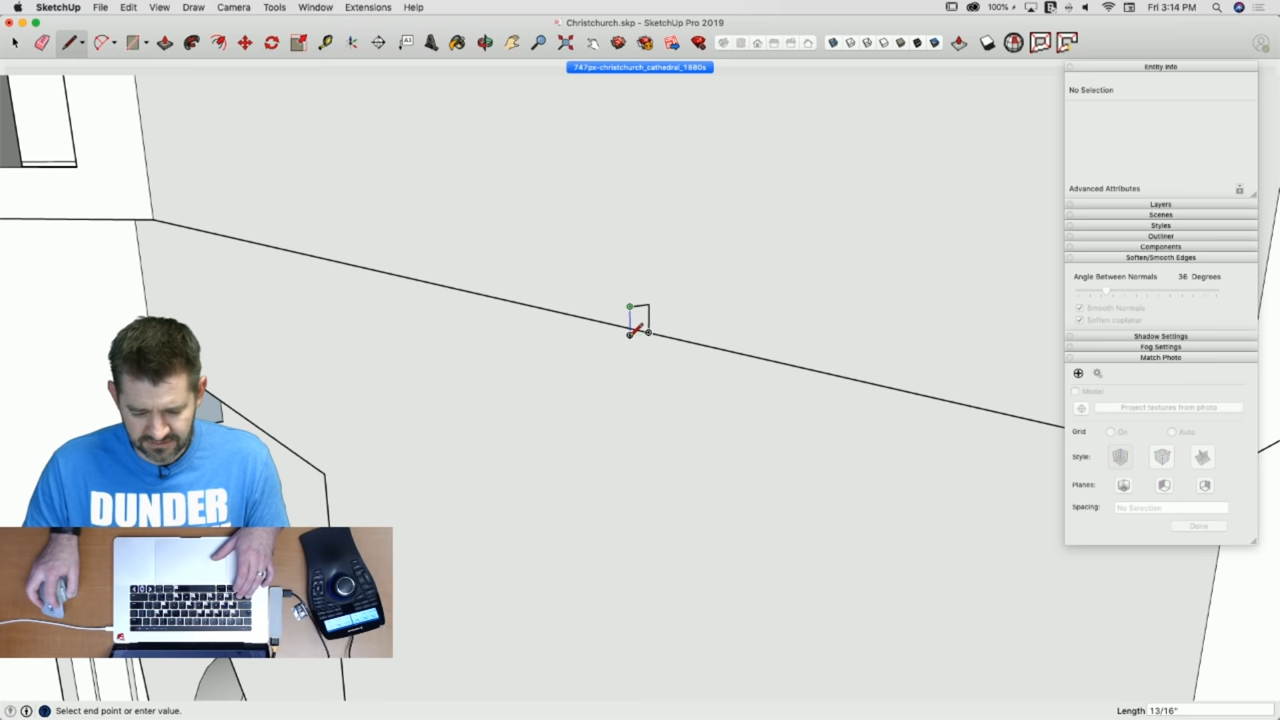 SketchUp File Edit View Draw Camera Tools Window Extensions Help
100% Fri 3:14 PM
Christchurch.skp - SketchUp Pro 2019
747px-christchurch_cathedral_1880s
Entity Info
No Selection
Advanced Attributes
Layers
Scenes
Styles
Outliner
Components
Soften/Smooth Edges
Angle Between Normals 36 Degrees
Smooth Normals
Soften coplanar
Shadow Settings
Fog Settings
Match Photo
Model
Project textures from photo
Grid On Auto
Style:
Planes:
Spacing: No Selection
Done
DUNDER
Select end point or enter value.
Length 13/16"